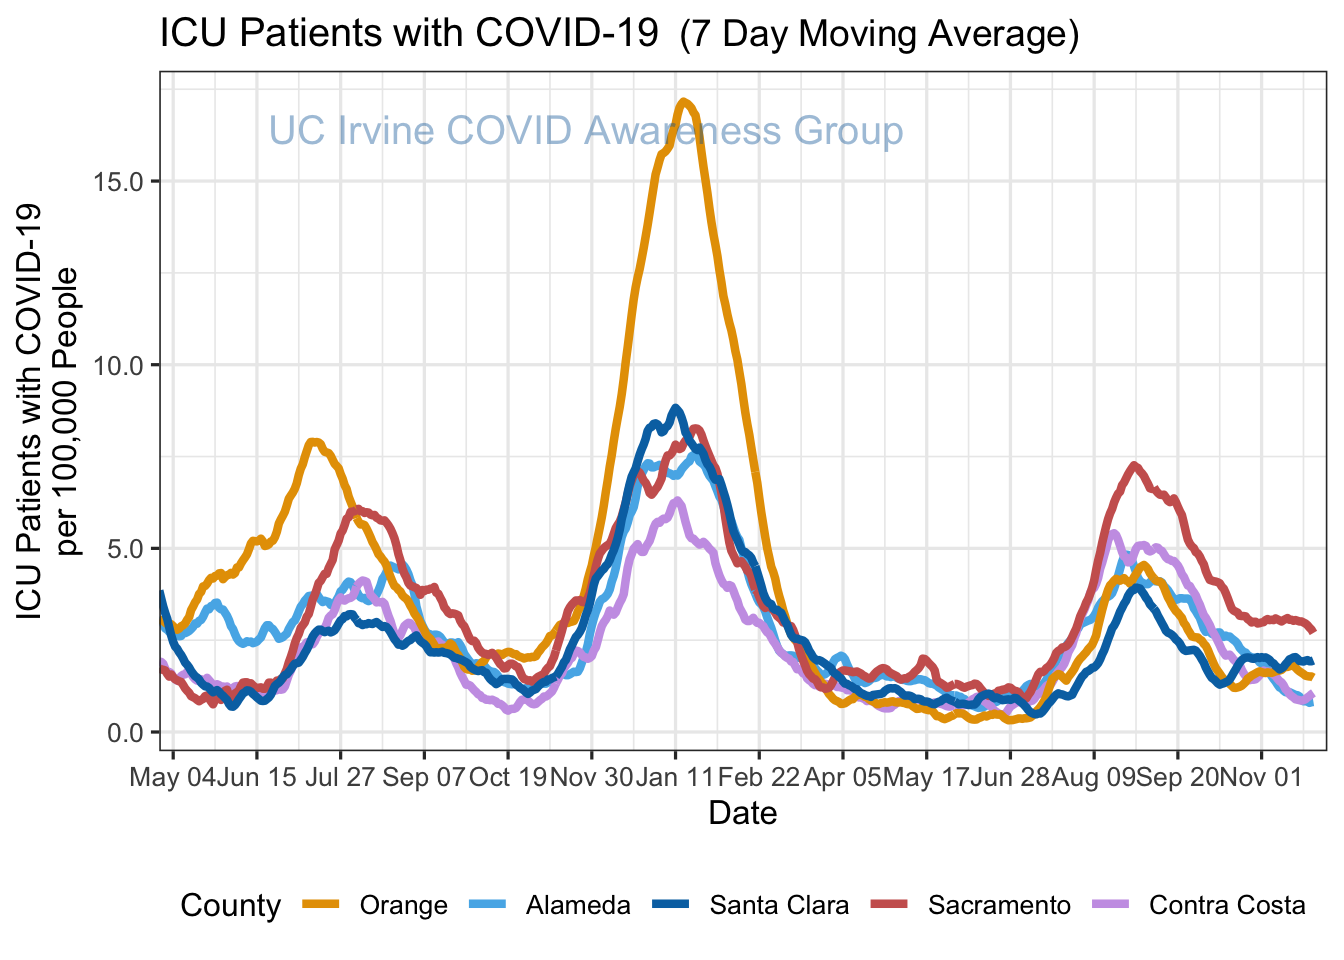 ICU Patients with COVID-19 (7 Day Moving Average)
UC Irvine COVID Awareness Group
ICU Patients with COVID-19
per 100,000 People
15.0
10.0
5.0
0.0
May 04 Jun 15 Jul 27 Sep 07 Oct 19 Nov 30 Jan 11 Feb 22 Apr 05 May 17 Jun 28 Aug 09 Sep 20 Nov 01
Date
County Orange Alameda Santa Clara Sacramento Contra Costa